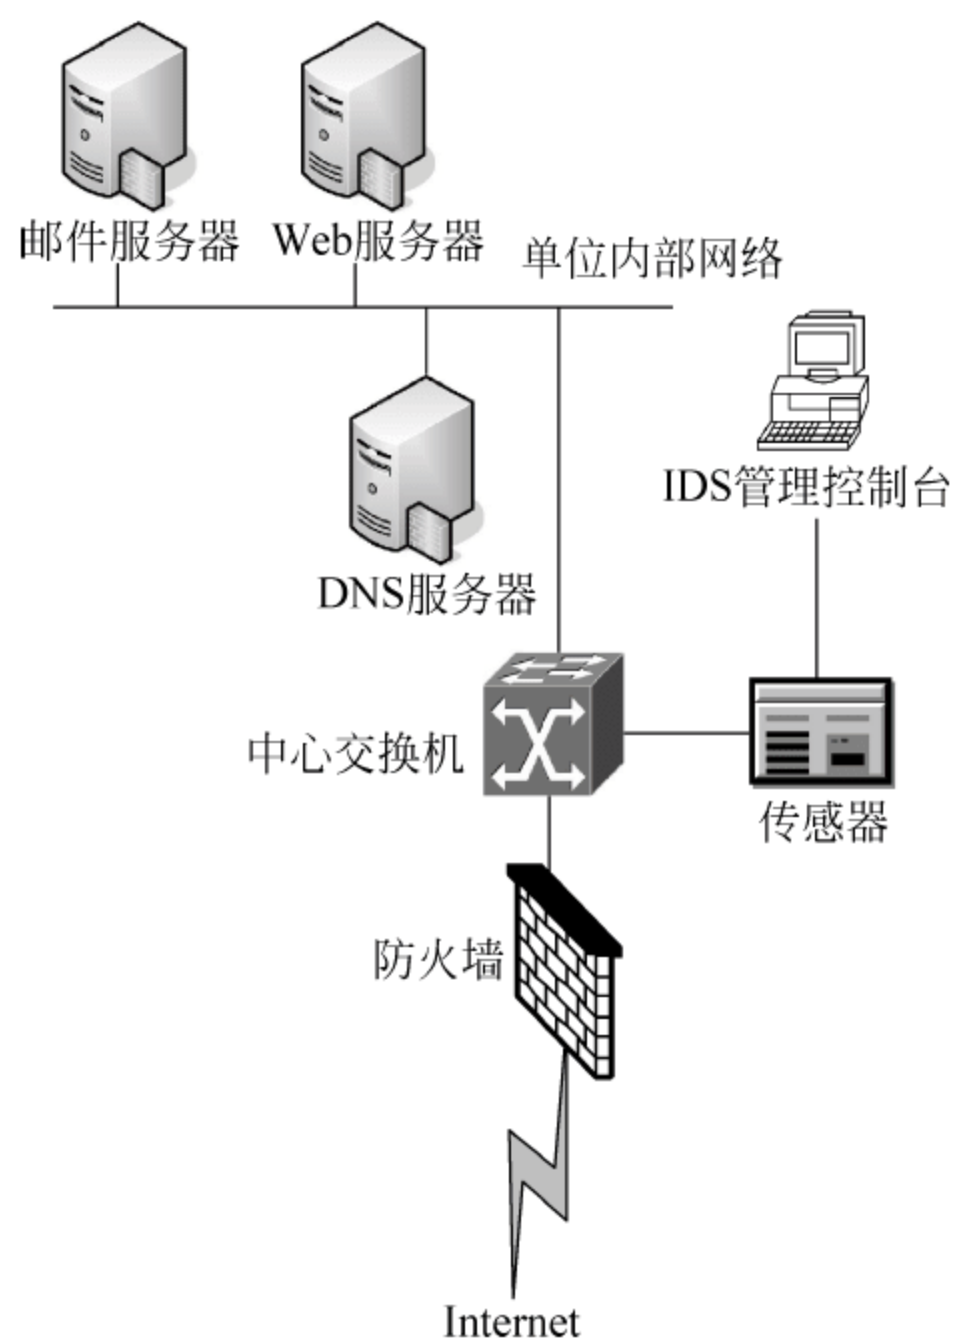 邮件服务器
Web服务器
单位内部网络
IDS管理控制台
DNS服务器
中心交换机
传感器
防火墙
Internet